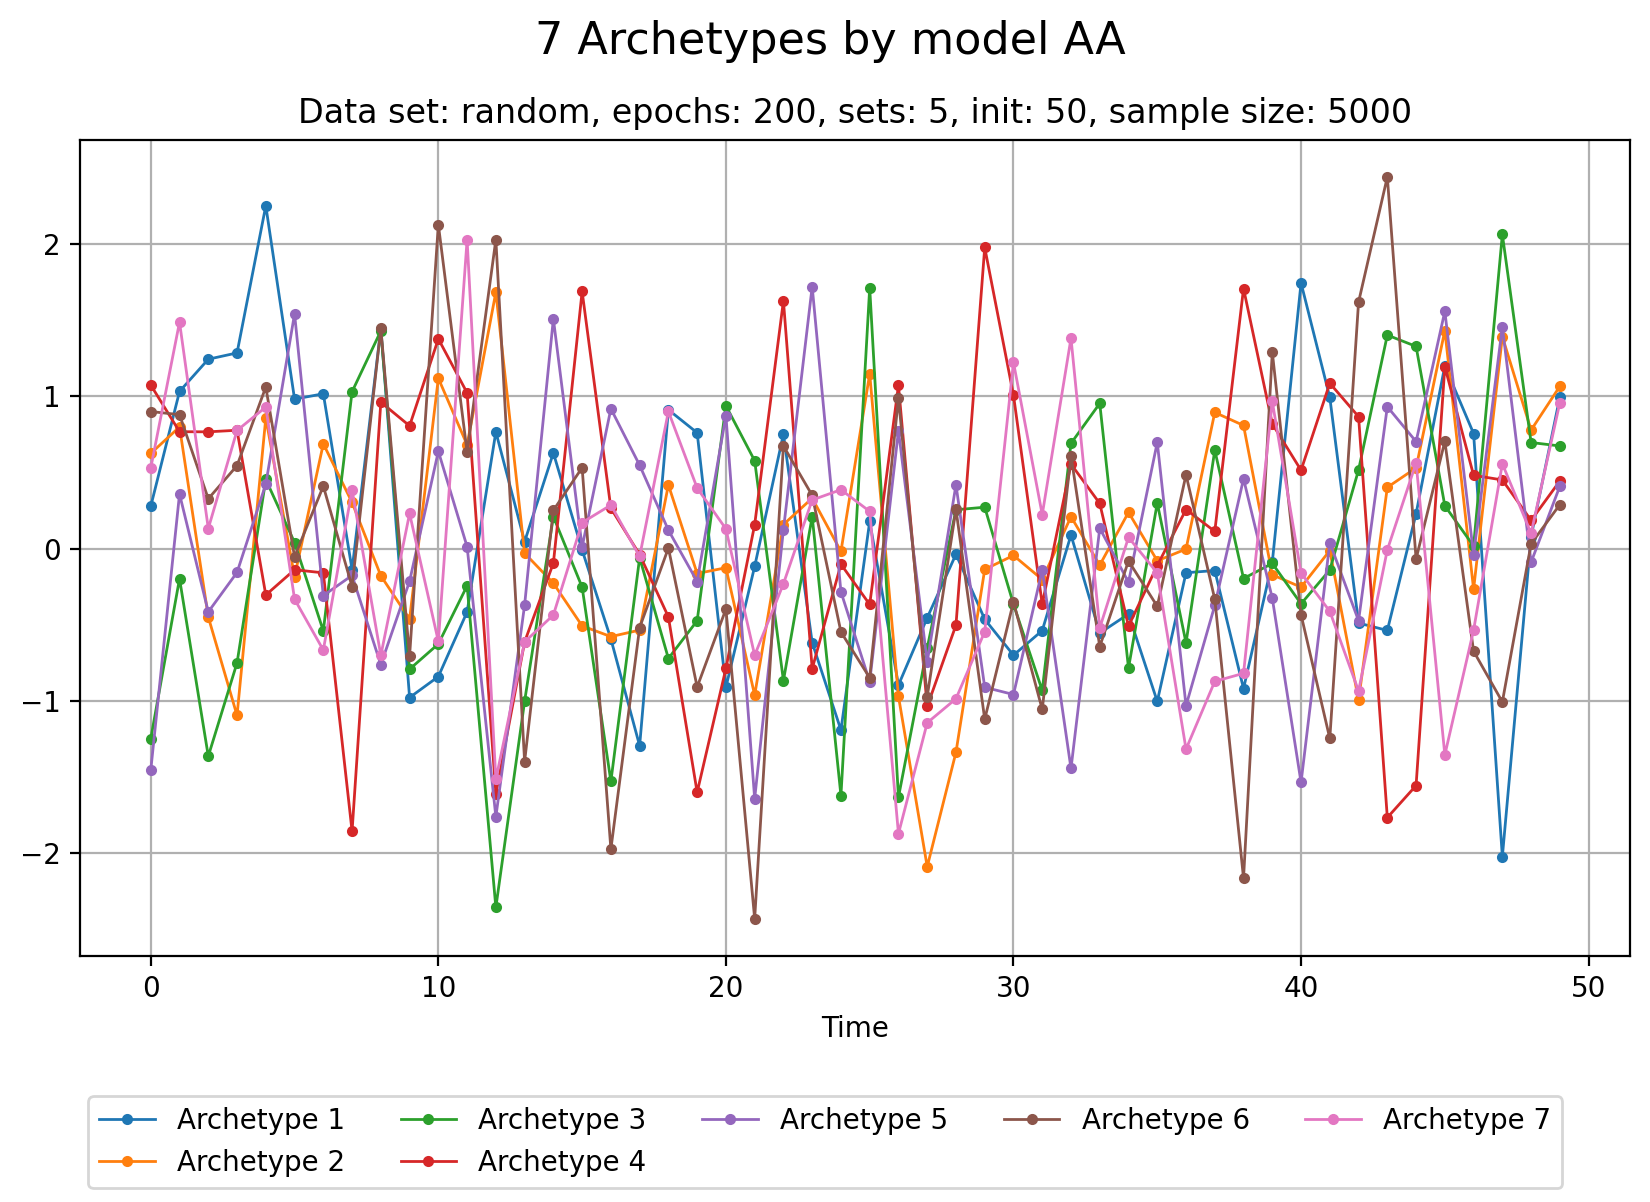 7 Archetypes by model AA
Data set: random, epochs: 200, sets: 5, init: 50, sample size: 5000
2
1
0
−1
−2
0 10 20 30 40 50
Time
Archetype 1 Archetype 3 Archetype 5 Archetype 6 Archetype 7
Archetype 2 Archetype 4